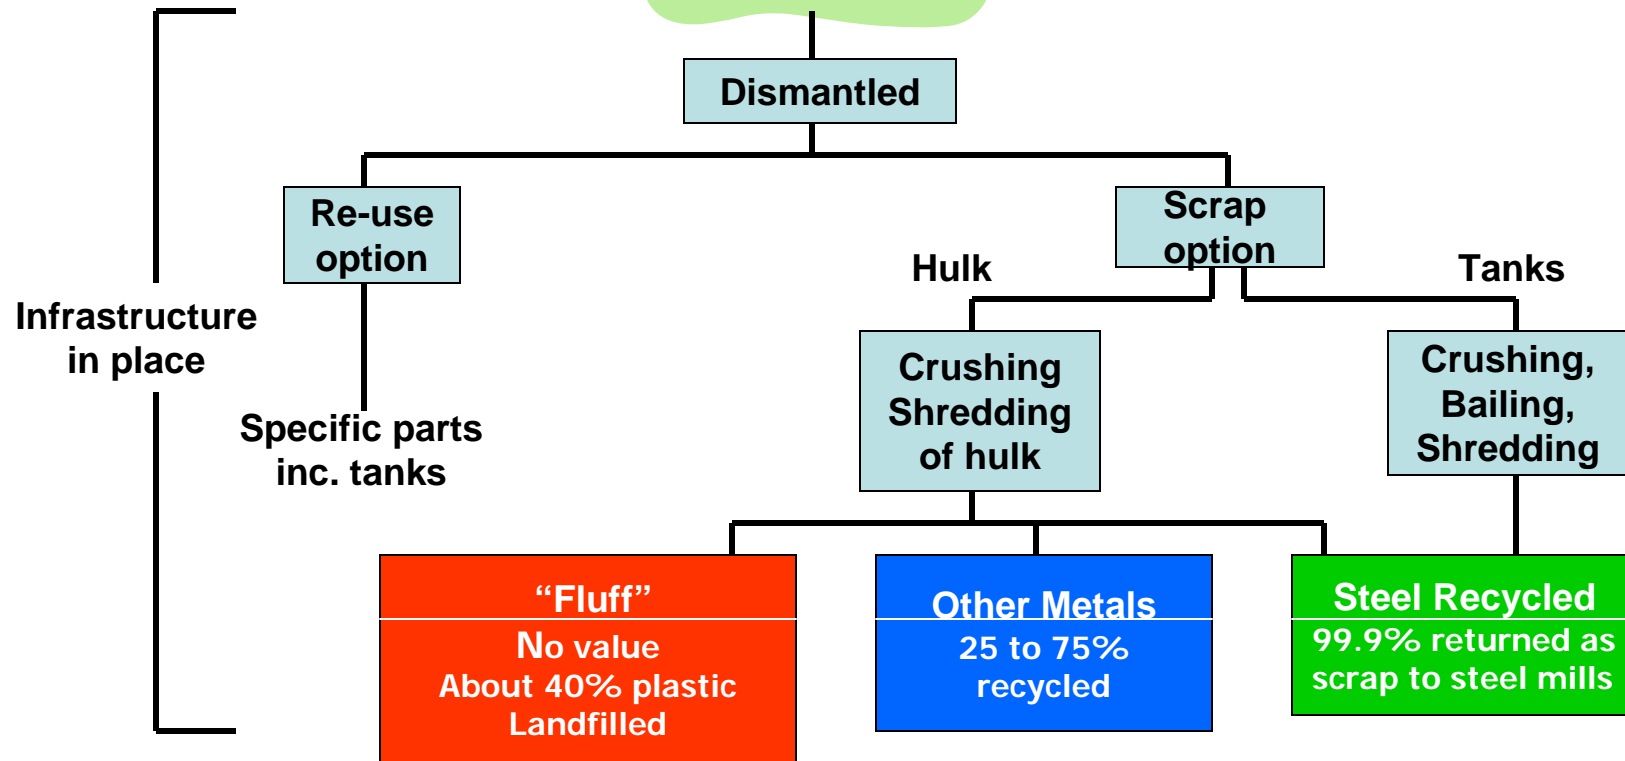 Dismantled
Re-use
option
Scrap
option
Hulk
Tanks
Infrastructure
in place
Crushing
Shredding
of hulk
Crushing,
Bailing,
Shredding
Specific parts
inc. tanks
“Fluff”
No value
About 40% plastic
Landfilled
Other Metals
25 to 75%
recycled
Steel Recycled
99.9% returned as
scrap to steel mills